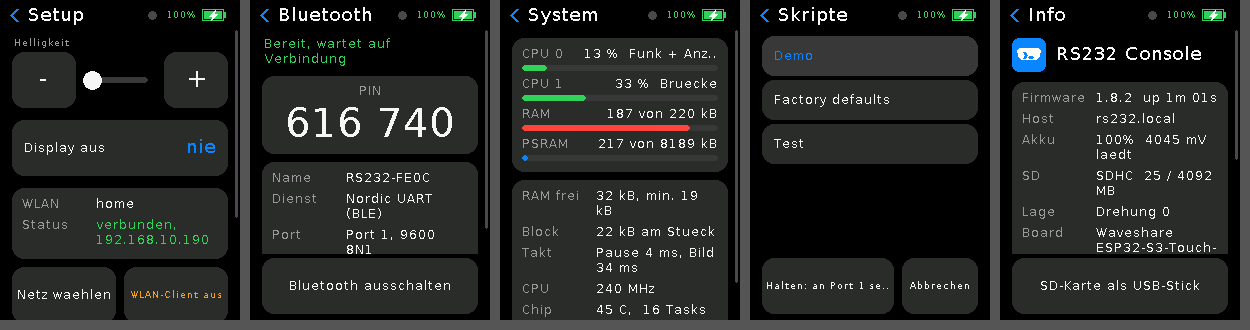 Setup
100%
Helligkeit
-
+
Display aus nie
WLAN home
Status verbunden,
192.168.10.190
Netz waehlen
WLAN-Client aus
Bluetooth
100%
Bereit, wartet auf
Verbindung
PIN
616 740
Name RS232-FE0C
Dienst Nordic UART
(BLE)
Port Port 1, 9600
8N1
Bluetooth ausschalten
System
100%
CPU 0 13 % Funk + Anz..
CPU 1 33 % Bruecke
RAM 187 von 220 kB
PSRAM 217 von 8189 kB
RAM frei 32 kB, min. 19
kB
Block 22 kB am Stueck
Takt Pause 4 ms, Bild
34 ms
CPU 240 MHz
Chip 45 C, 16 Tasks
Skripte
100%
Demo
Factory defaults
Test
Halten: an Port 1 se..
Abbrechen
Info
100%
RS232 Console
Firmware 1.8.2 up 1m 01s
Host rs232.local
Akku 100% 4045 mV
laedt
SD SDHC 25 / 4092
MB
Lage Drehung 0
Board Waveshare
ESP32-S3-Touch-
SD-Karte als USB-Stick